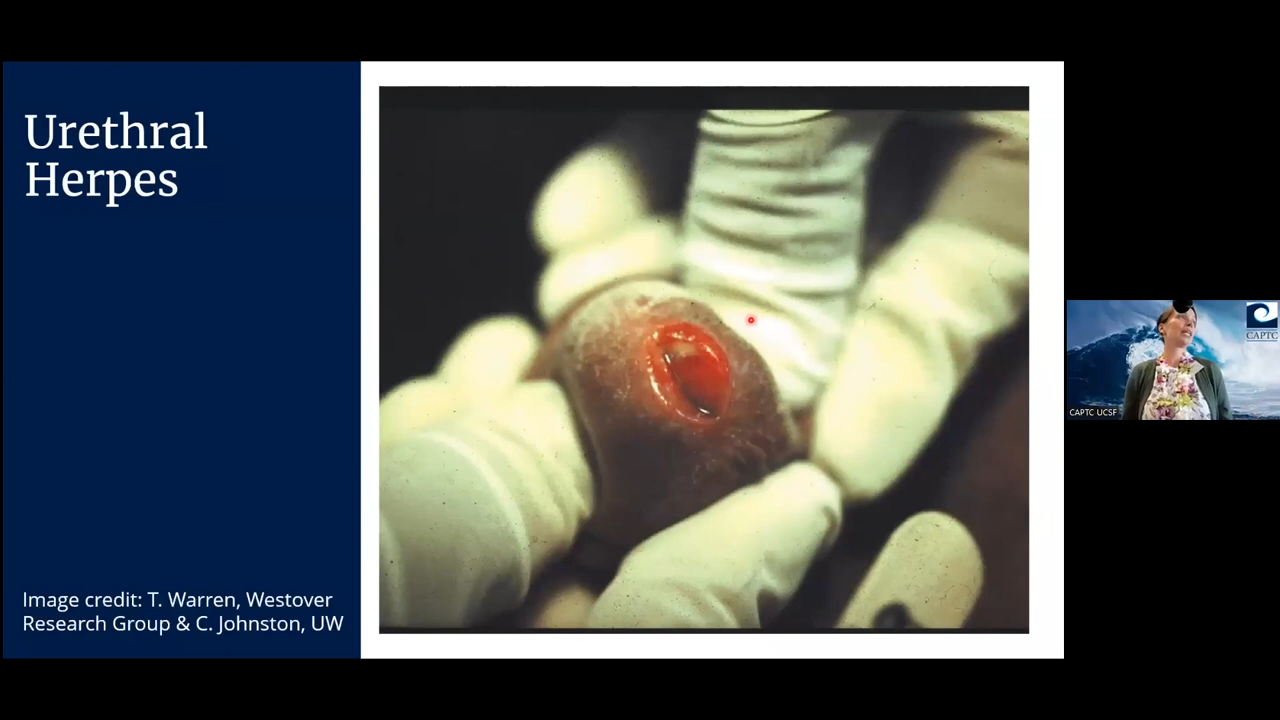 Urethral
Herpes
Image credit: T. Warren, Westover
Research Group & C. Johnston, UW
CAPTC
CAPTC UCSF